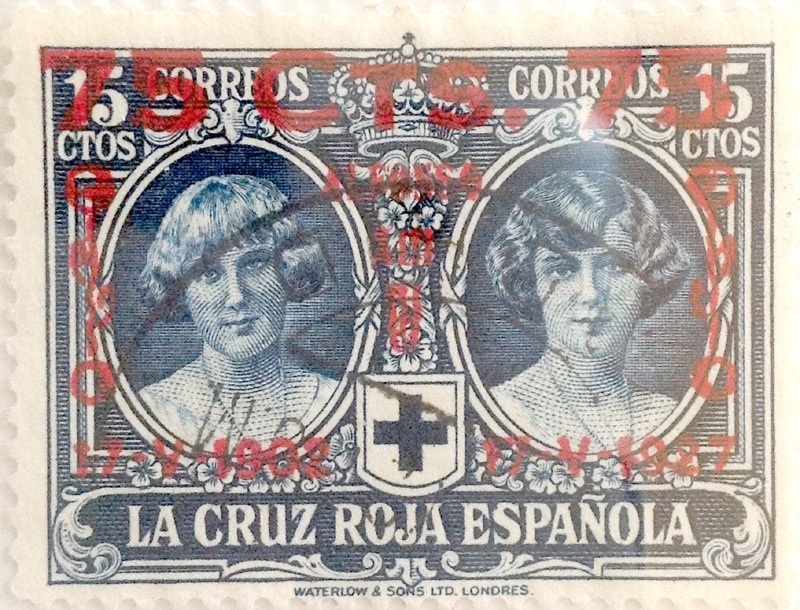 75 CTS. 75
15 CORREOS CORREOS 15
CTOS CTOS
ALFONSO
XIII
17-V-1902 17-V-1927
LA CRUZ ROJA ESPAÑOLA
WATERLOW & SONS LTD. LONDRES.